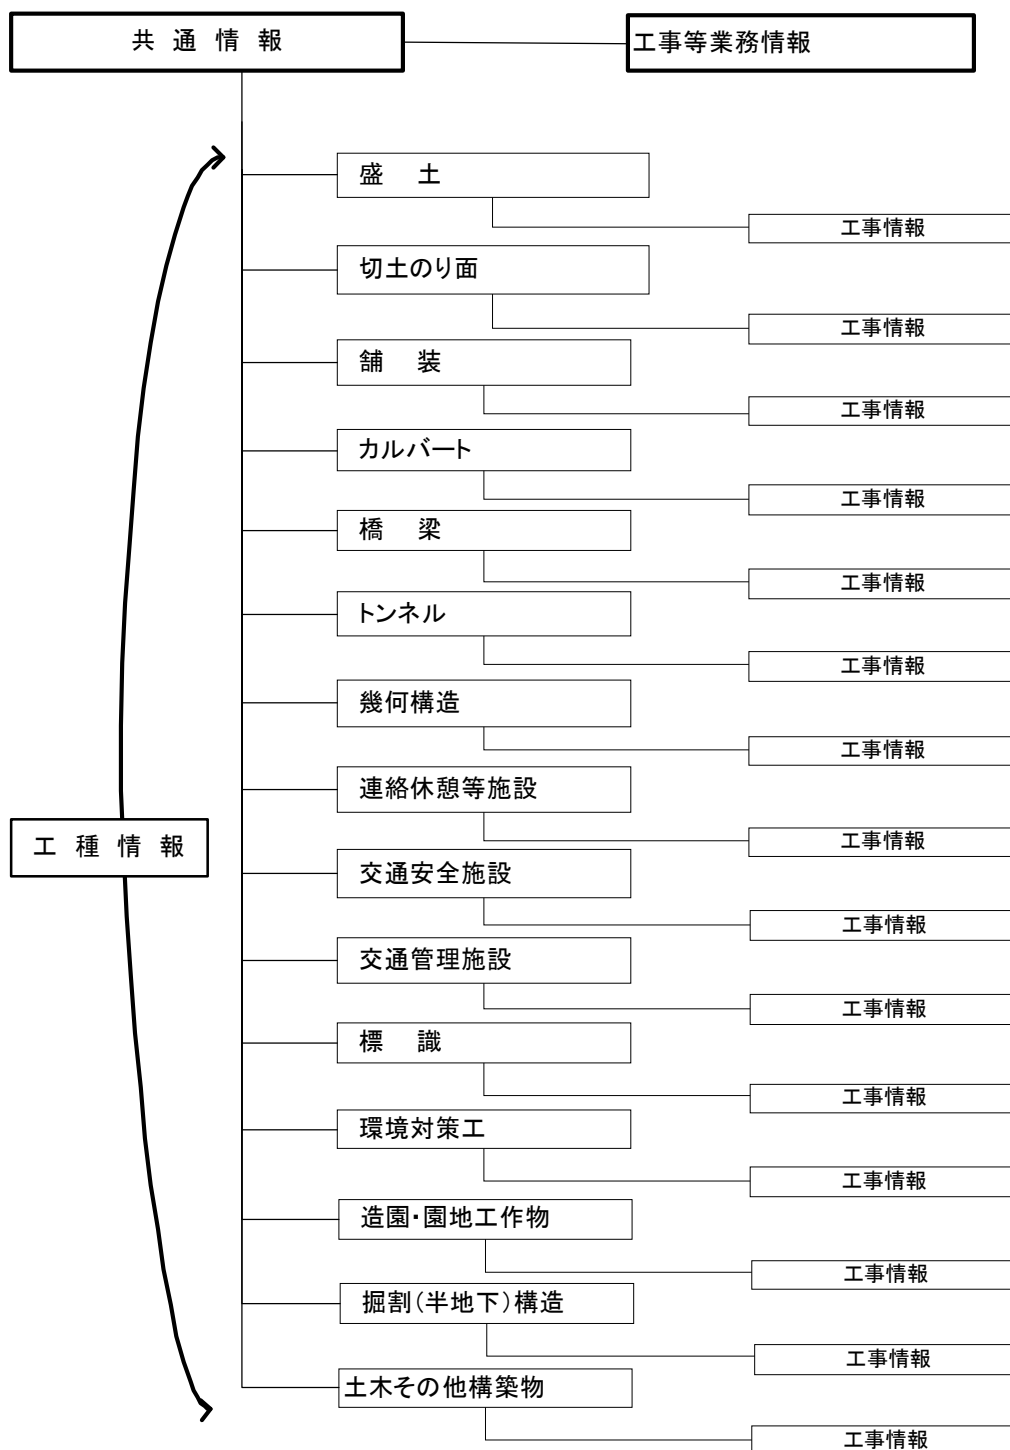 共 通 情 報
工事等業務情報
盛 土
工事情報
切土のり面
工事情報
舗 装
工事情報
カルバート
工事情報
橋 梁
工事情報
トンネル
工事情報
幾何構造
工事情報
連絡休憩等施設
工事情報
工 種 情 報
交通安全施設
工事情報
交通管理施設
工事情報
標 識
工事情報
環境対策工
工事情報
造園・園地工作物
工事情報
掘割(半地下)構造
工事情報
土木その他構築物
工事情報